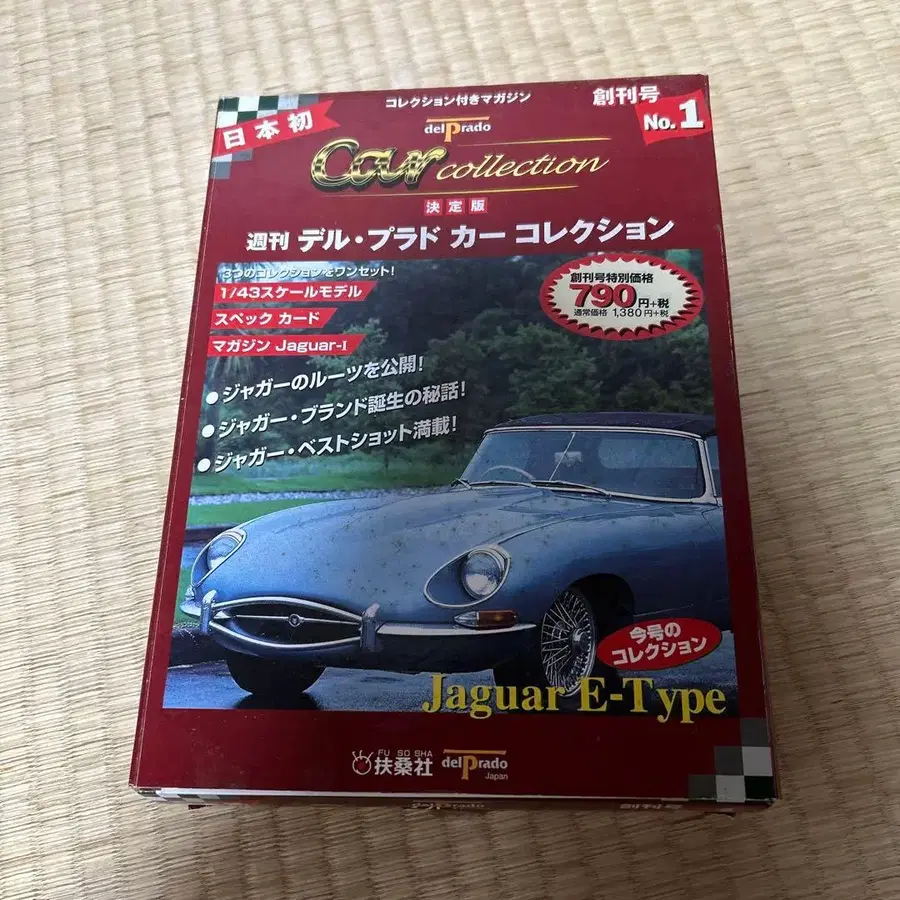 コレクション付きマガジン
創刊号
No.1
日本初
delPrado
Car collection
決定版
週刊 デル・プラド カー コレクション
3つのコレクションをワンセット!
1/43スケールモデル
スペック カード
マガジン Jaguar-I
創刊号特別価格
790円+税
通常価格 1,380円+税
● ジャガーのルーツを公開!
● ジャガー・ブランド誕生の秘話!
● ジャガー・ベストショット満載!
今号の
コレクション
Jaguar E-Type
FU SO SHA
扶桑社
delPrado
Japan
delPrado
創刊号